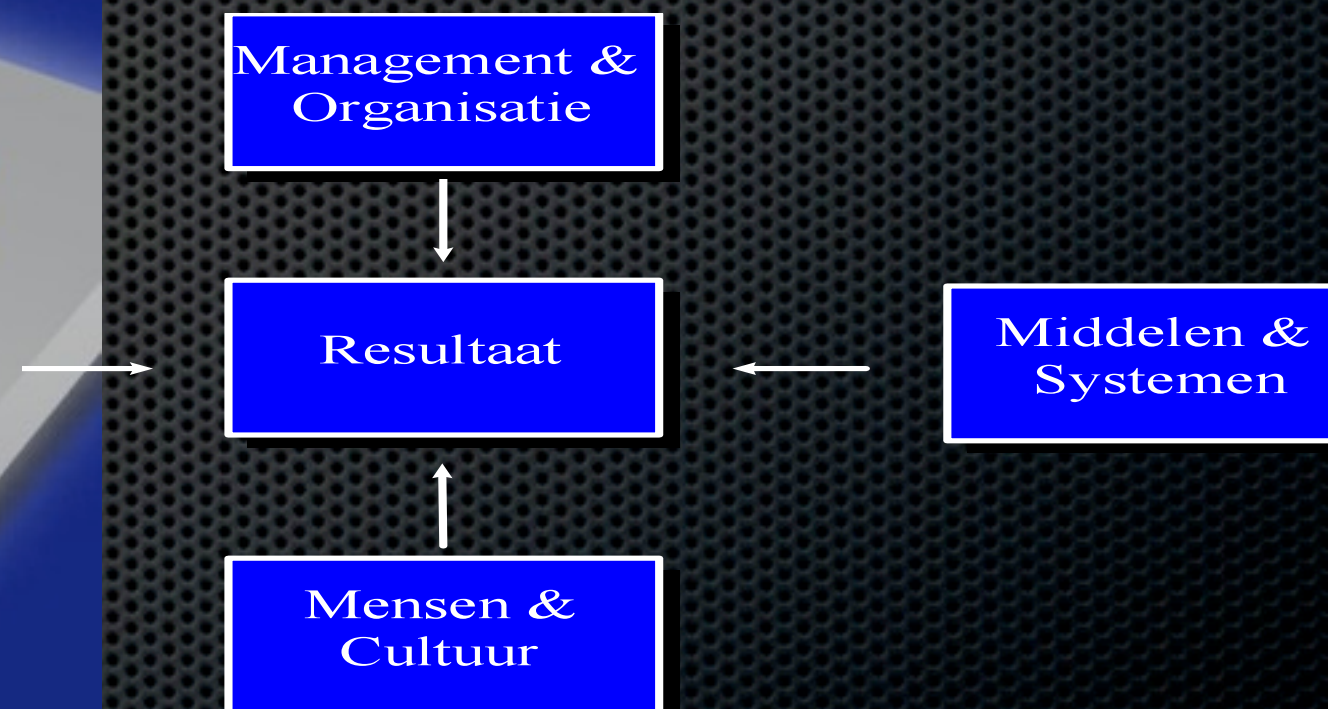 Management &
Organisatie
Resultaat
Middelen &
Systemen
Mensen &
Cultuur